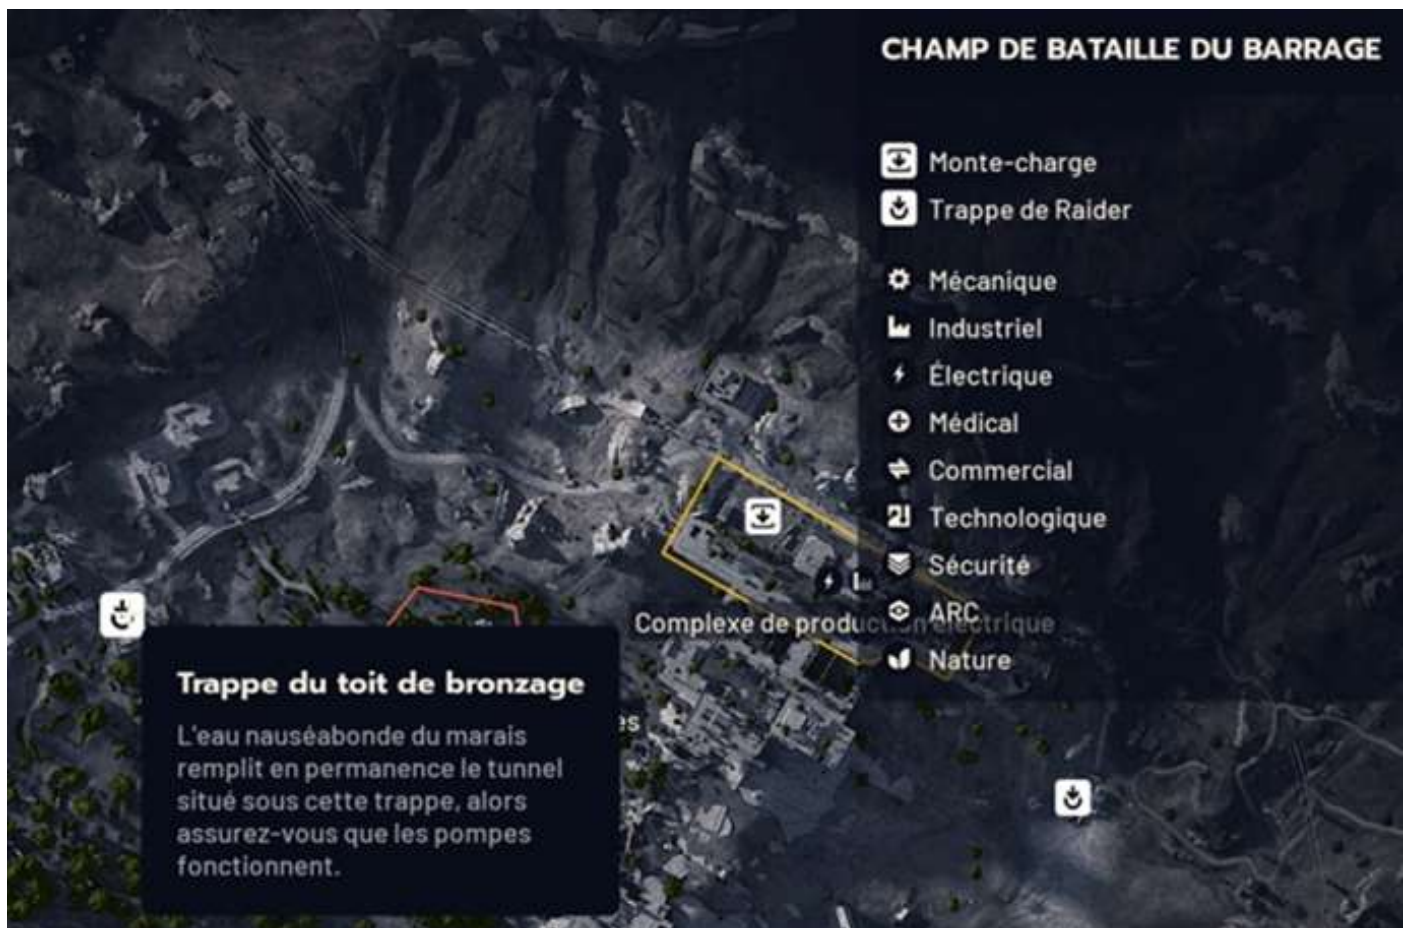 CHAMP DE BATAILLE DU BARRAGE
Monte-charge
Trappe de Raider
Mécanique
Industriel
Électrique
Médical
Commercial
Technologique
Sécurité
ARC
Nature
Complexe de production électrique
Trappe du toit de bronzage
L'eau nauséabonde du marais
remplit en permanence le tunnel
situé sous cette trappe, alors
assurez-vous que les pompes
fonctionnent.